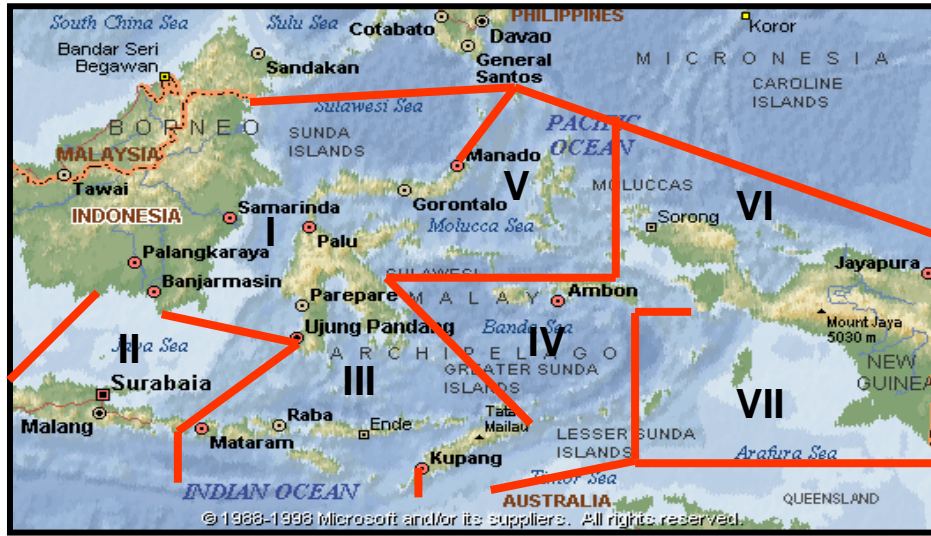 South China Sea
Sulu Sea
Cotabato
PHILIPPINES
Davao
Koror
Bandar Seri
Begawan
Sandakan
General
Santos
MICRONESIA
CAROLINE
ISLANDS
Sulawesi Sea
BORNEO
SUNDA
ISLANDS
PACIFIC
OCEAN
MALAYSIA
Manado
V
MOLUCCAS
Tawai
Gorontalo
INDONESIA
Samarinda
I
Palu
Molucca Sea
Sorong
VI
Palangkaraya
SULAWESI
Jayapura
Banjarmasin
Parepare
MALAY
Ambon
Mount Jaya
5030 m
II
Java Sea
Ujung Pandang
Banda Sea
IV
ARCHIPELAGO
NEW
GUINEA
Surabaia
III
GREATER SUNDA
ISLANDS
VII
Malang
Raba
Ende
Mataram
Mailau
LESSER SUNDA
ISLANDS
Arafura Sea
Kupang
Timor Sea
INDIAN OCEAN
AUSTRALIA
QUEENSLAND
© 1988-1998 Microsoft and/or its suppliers. All rights reserved.